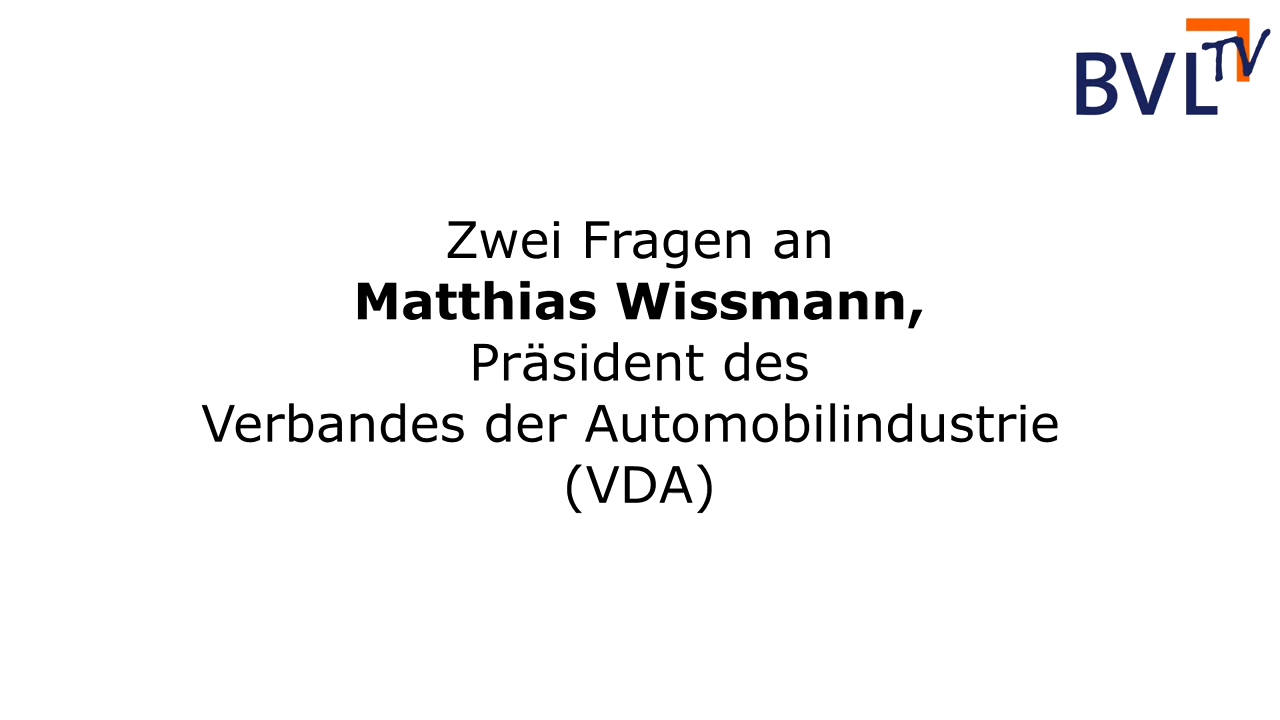 BVL TV
Zwei Fragen an
Matthias Wissmann,
Präsident des
Verbandes der Automobilindustrie
(VDA)